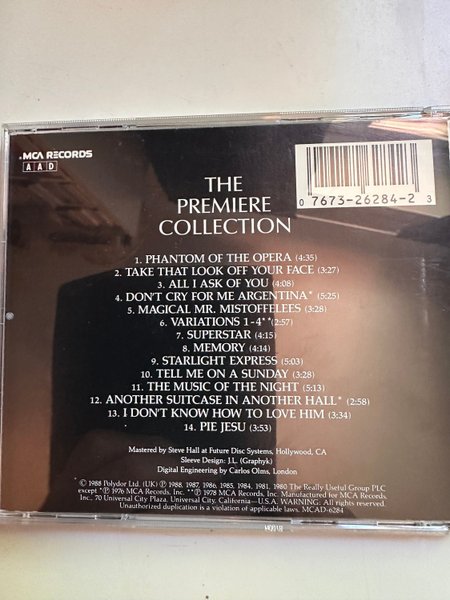 MCA RECORDS
A A D
0 7673-26284-2 3
THE
PREMIERE
COLLECTION
1. PHANTOM OF THE OPERA (4:35)
2. TAKE THAT LOOK OFF YOUR FACE (3:27)
3. ALL I ASK OF YOU (4:08)
4. DON'T CRY FOR ME ARGENTINA* (5:25)
5. MAGICAL MR. MISTOFFELEES (3:28)
6. VARIATIONS 1-4** (2:57)
7. SUPERSTAR (4:15)
8. MEMORY (4:14)
9. STARLIGHT EXPRESS (5:03)
10. TELL ME ON A SUNDAY (3:28)
11. THE MUSIC OF THE NIGHT (5:13)
12. ANOTHER SUITCASE IN ANOTHER HALL* (2:58)
13. I DON'T KNOW HOW TO LOVE HIM (3:34)
14. PIE JESU (3:53)
Mastered by Steve Hall at Future Disc Systems, Hollywood, CA
Sleeve Design: J.L. (Graphyk)
Digital Engineering by Carlos Olms, London
© 1988 Polydor Ltd. (UK) ℗ 1988, 1987, 1986, 1985, 1984, 1981, 1980 The Really Useful Group PLC
except *℗ 1976 MCA Records, Inc. **℗ 1978 MCA Records, Inc. Manufactured for MCA Records,
Inc., 70 Universal City Plaza, Universal City, California—U.S.A. WARNING: All rights reserved.
Unauthorized duplication is a violation of applicable laws. MCAD-6284